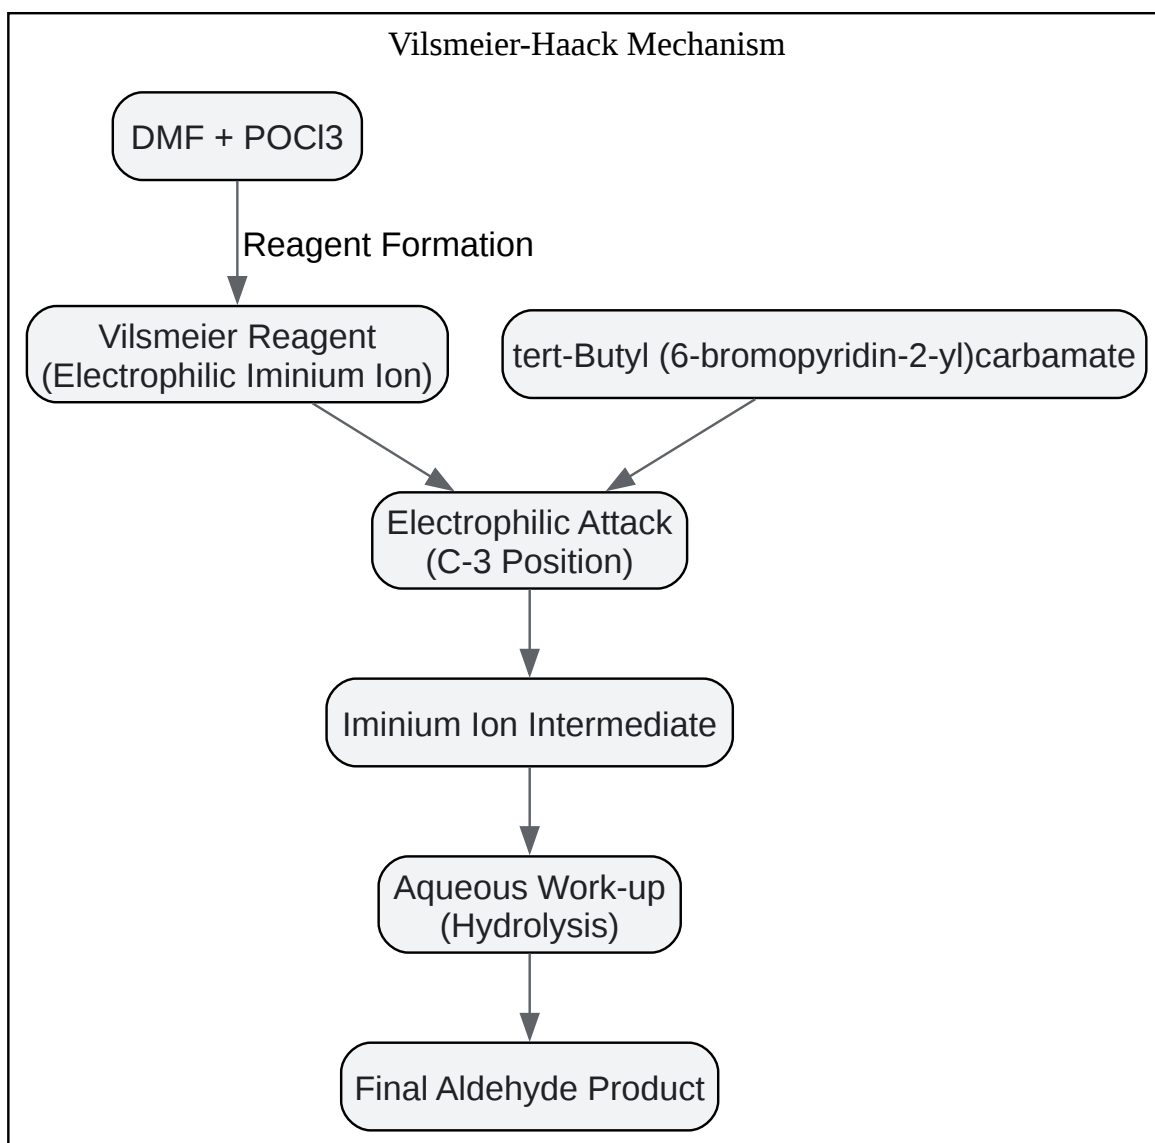 Vilsmeier-Haack Mechanism
DMF + POCl3
Reagent Formation
Vilsmeier Reagent
(Electrophilic Iminium Ion)
tert-Butyl (6-bromopyridin-2-yl)carbamate
Electrophilic Attack
(C-3 Position)
Iminium Ion Intermediate
Aqueous Work-up
(Hydrolysis)
Final Aldehyde Product